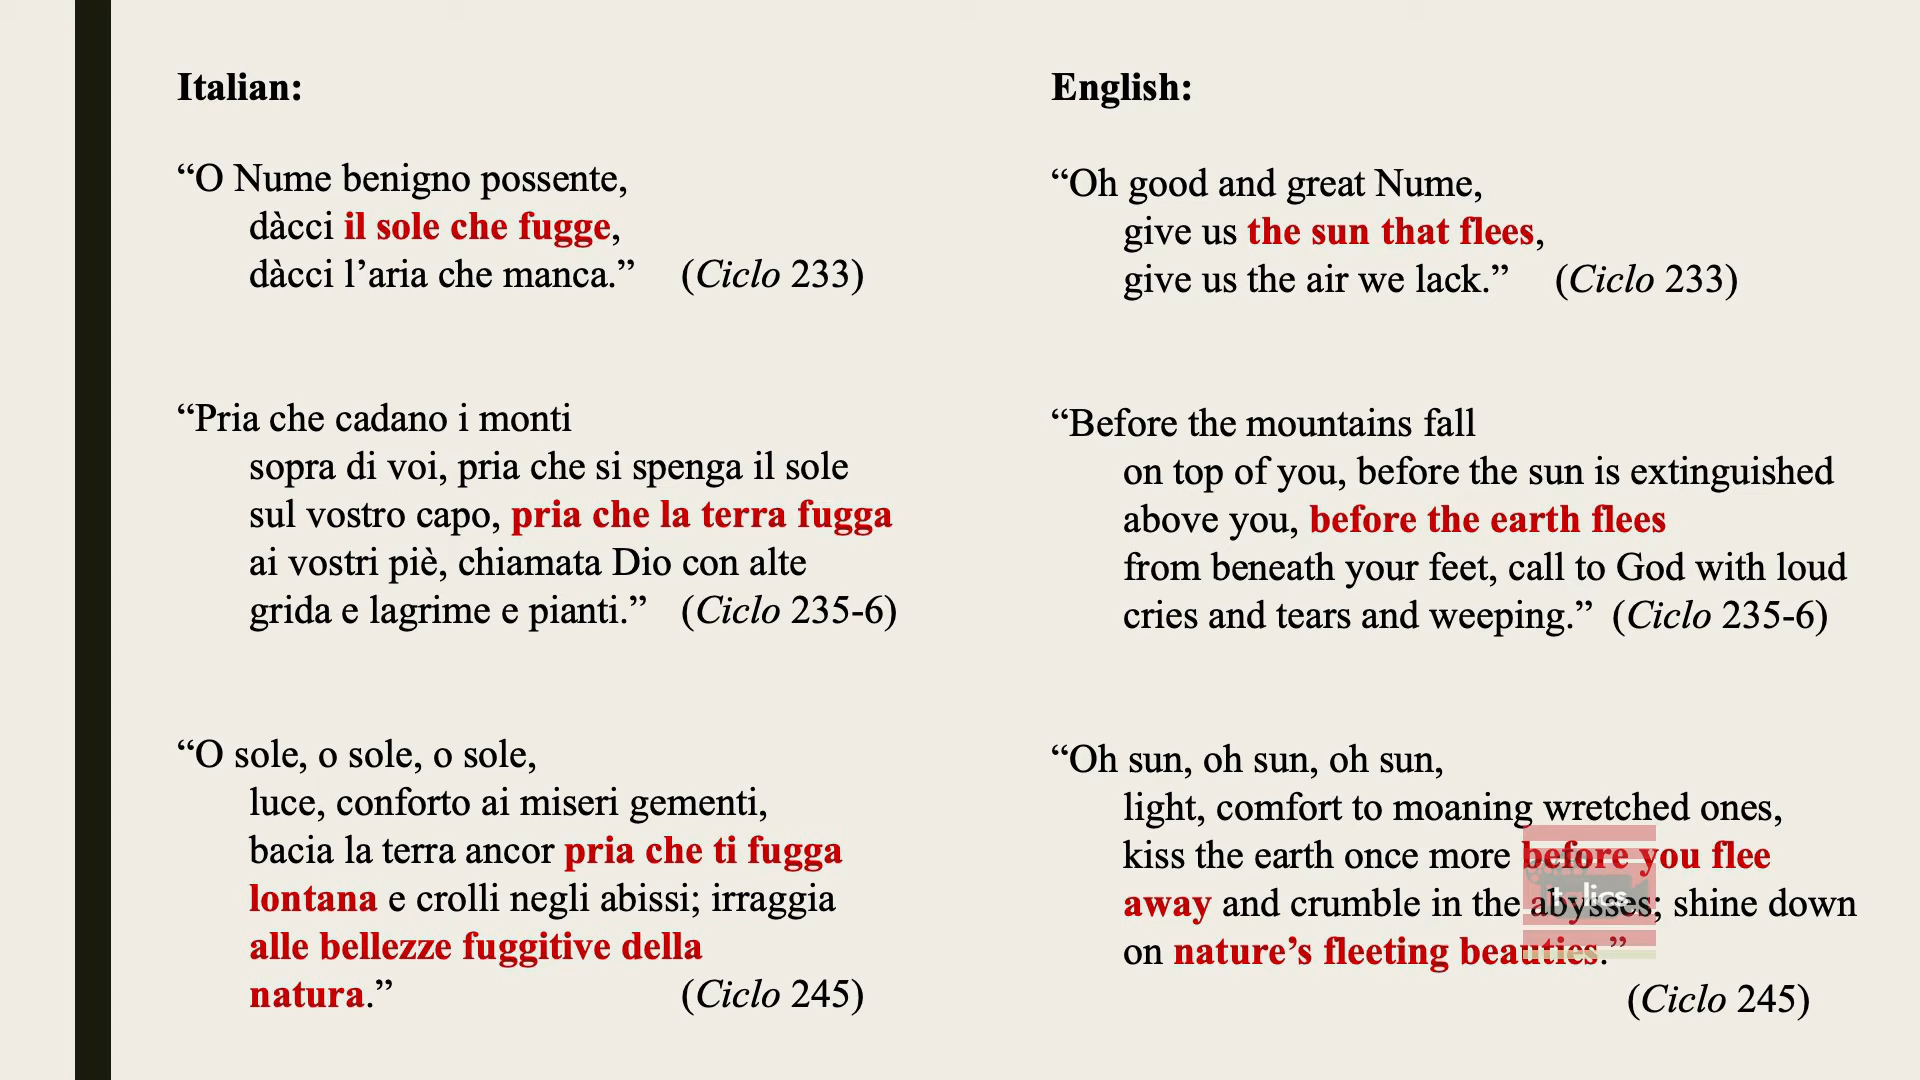 Italian:
“O Nume benigno possente,
dàcci il sole che fugge,
dàcci l’aria che manca.” (Ciclo 233)
“Pria che cadano i monti
sopra di voi, pria che si spenga il sole
sul vostro capo, pria che la terra fugga
ai vostri piè, chiamata Dio con alte
grida e lagrime e pianti.” (Ciclo 235-6)
“O sole, o sole, o sole,
luce, conforto ai miseri gementi,
bacia la terra ancor pria che ti fugga
lontana e crolli negli abissi; irraggia
alle bellezze fuggitive della
natura.” (Ciclo 245)
English:
“Oh good and great Nume,
give us the sun that flees,
give us the air we lack.” (Ciclo 233)
“Before the mountains fall
on top of you, before the sun is extinguished
above you, before the earth flees
from beneath your feet, call to God with loud
cries and tears and weeping.” (Ciclo 235-6)
“Oh sun, oh sun, oh sun,
light, comfort to moaning wretched ones,
kiss the earth once more before you flee
away and crumble in the abysses; shine down
on nature’s fleeting beauties.”
(Ciclo 245)